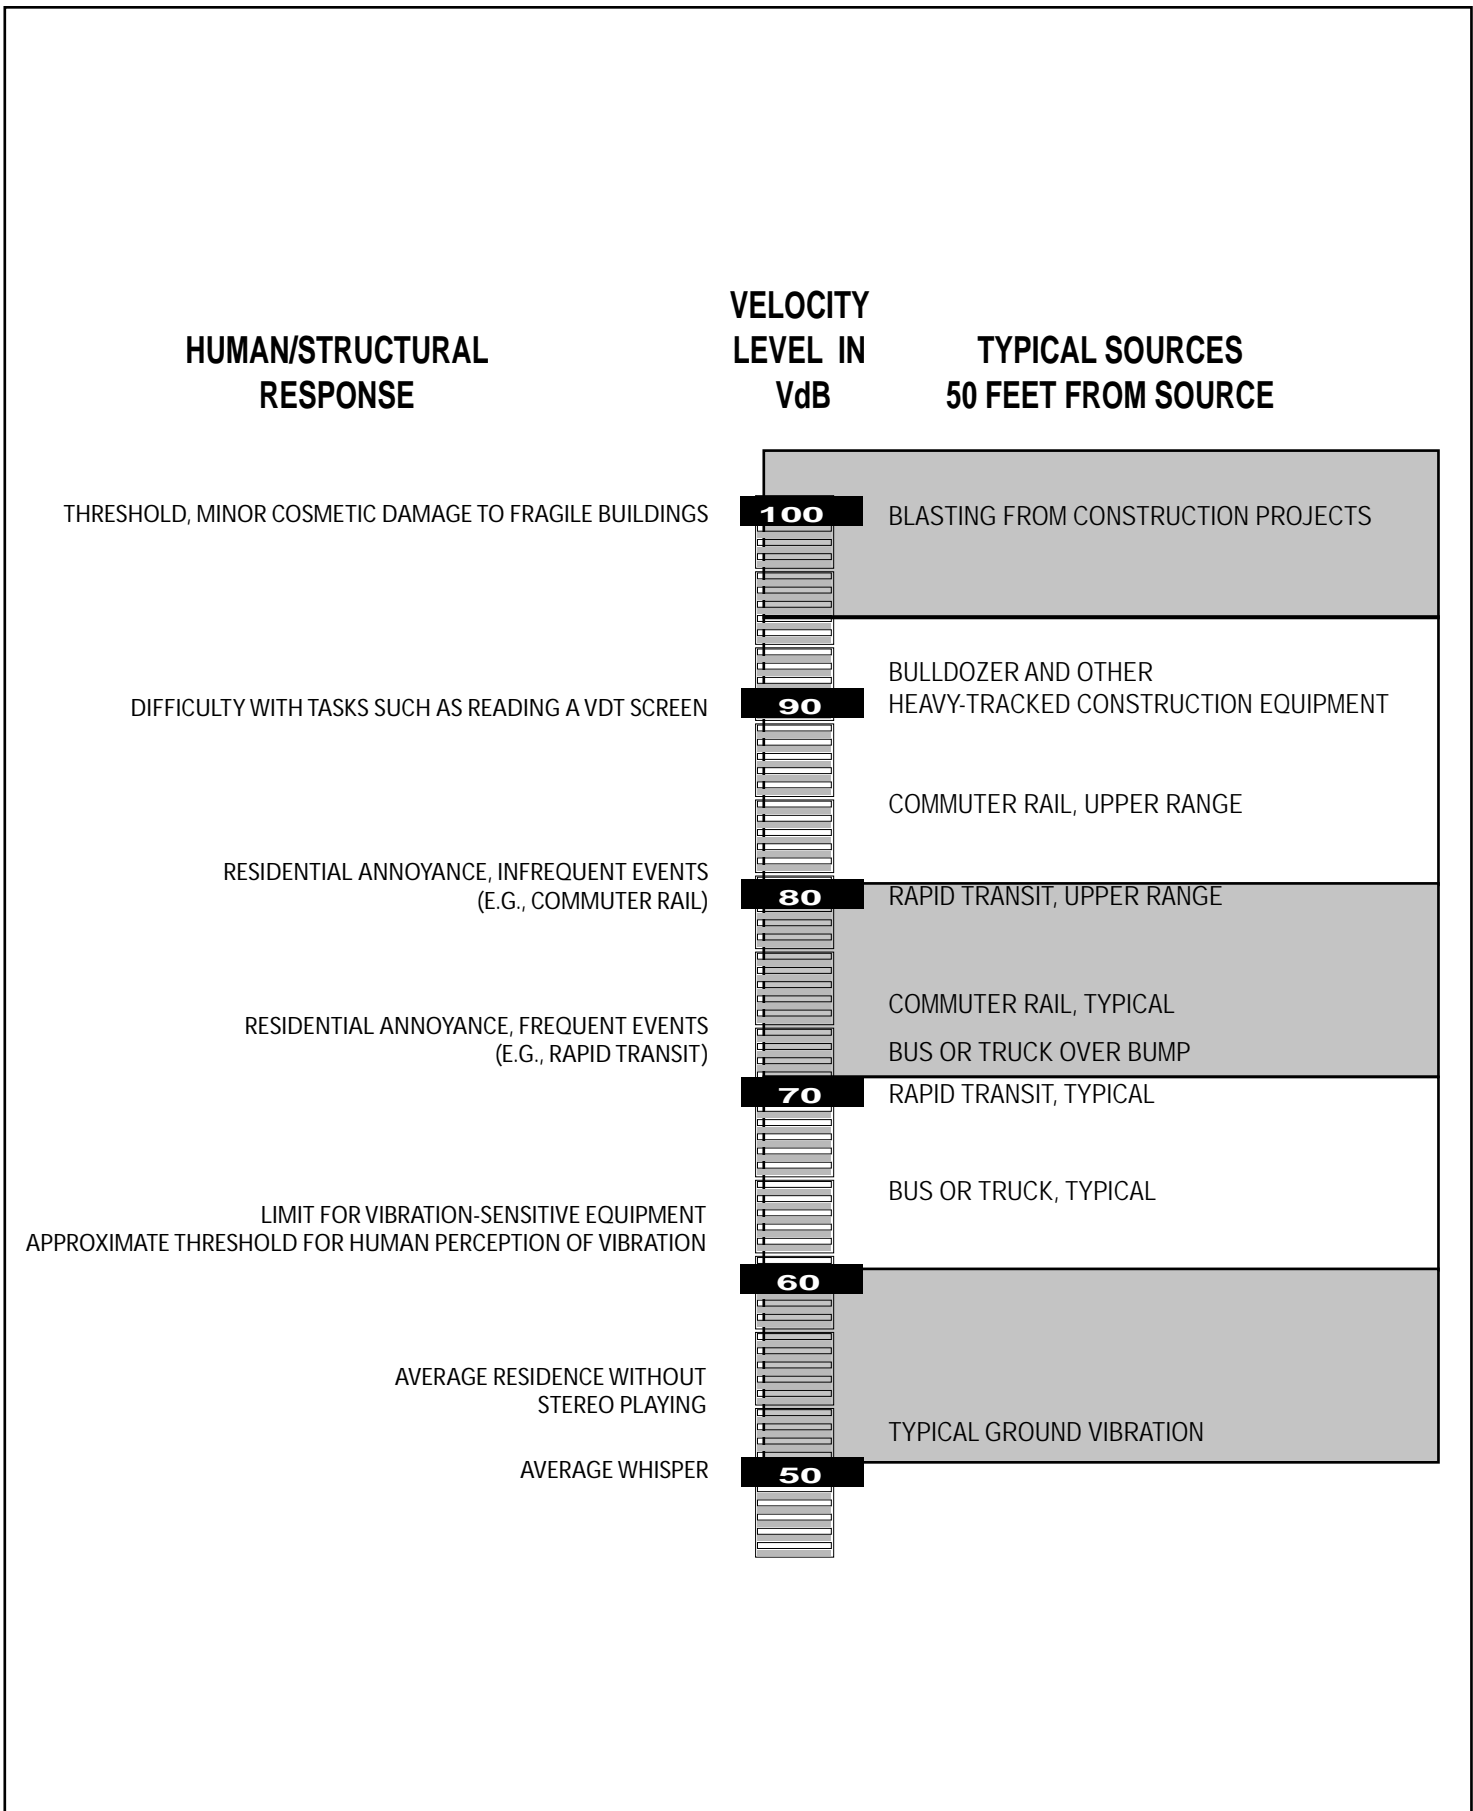 VELOCITY
LEVEL IN
VdB
HUMAN/STRUCTURAL
RESPONSE
TYPICAL SOURCES
50 FEET FROM SOURCE
THRESHOLD, MINOR COSMETIC DAMAGE TO FRAGILE BUILDINGS
100
BLASTING FROM CONSTRUCTION PROJECTS
BULLDOZER AND OTHER
HEAVY-TRACKED CONSTRUCTION EQUIPMENT
DIFFICULTY WITH TASKS SUCH AS READING A VDT SCREEN
90
COMMUTER RAIL, UPPER RANGE
RESIDENTIAL ANNOYANCE, INFREQUENT EVENTS
(E.G., COMMUTER RAIL)
80
RAPID TRANSIT, UPPER RANGE
COMMUTER RAIL, TYPICAL
RESIDENTIAL ANNOYANCE, FREQUENT EVENTS
(E.G., RAPID TRANSIT)
BUS OR TRUCK OVER BUMP
70
RAPID TRANSIT, TYPICAL
BUS OR TRUCK, TYPICAL
LIMIT FOR VIBRATION-SENSITIVE EQUIPMENT
APPROXIMATE THRESHOLD FOR HUMAN PERCEPTION OF VIBRATION
60
AVERAGE RESIDENCE WITHOUT
STEREO PLAYING
TYPICAL GROUND VIBRATION
AVERAGE WHISPER
50